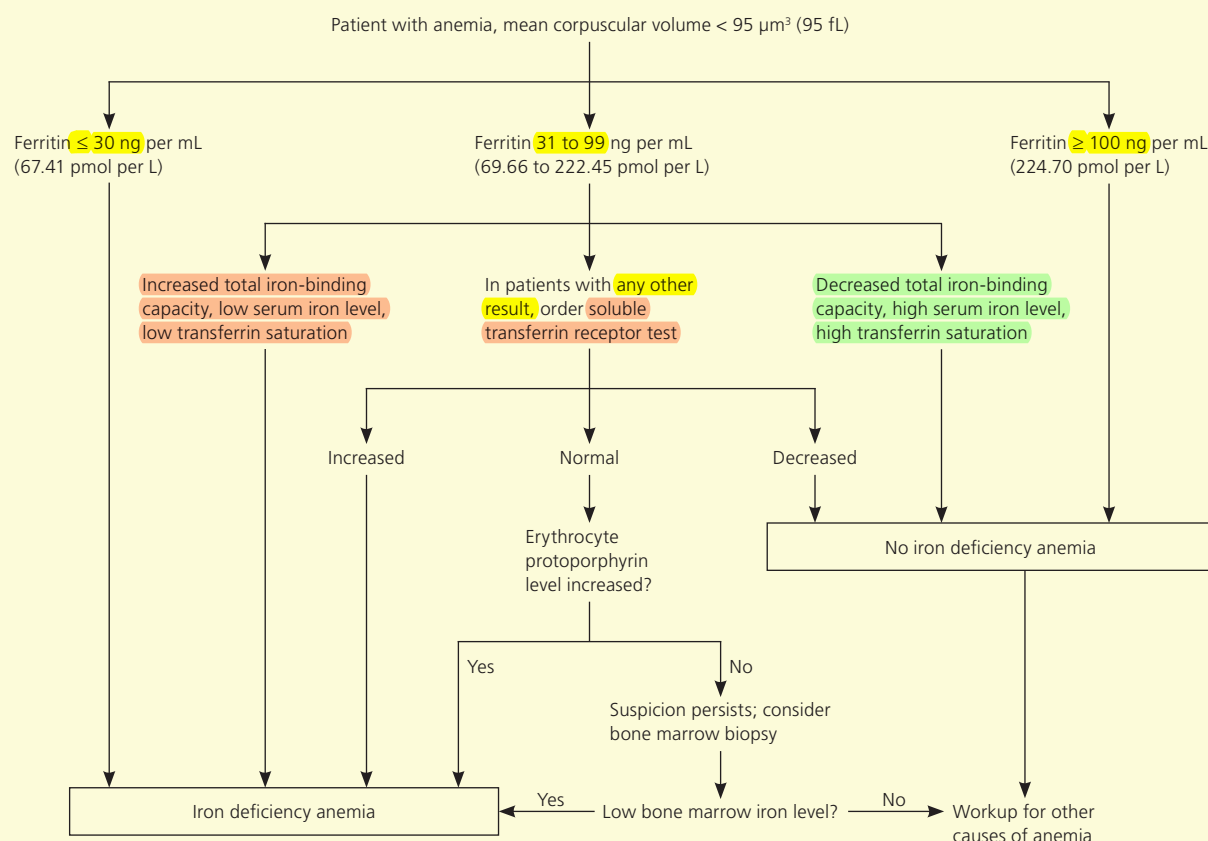 Patient with anemia, mean corpuscular volume < 95 μm³ (95 fL)
Ferritin ≤ 30 ng per mL
(67.41 pmol per L)
Ferritin 31 to 99 ng per mL
(69.66 to 222.45 pmol per L)
Ferritin ≥ 100 ng per mL
(224.70 pmol per L)
Increased total iron-binding
capacity, low serum iron level,
low transferrin saturation
In patients with any other
result, order soluble
transferrin receptor test
Decreased total iron-binding
capacity, high serum iron level,
high transferrin saturation
Increased
Normal
Decreased
Erythrocyte
protoporphyrin
level increased?
No iron deficiency anemia
Yes
No
Suspicion persists; consider
bone marrow biopsy
Iron deficiency anemia
Yes
Low bone marrow iron level?
No
Workup for other
causes of anemia